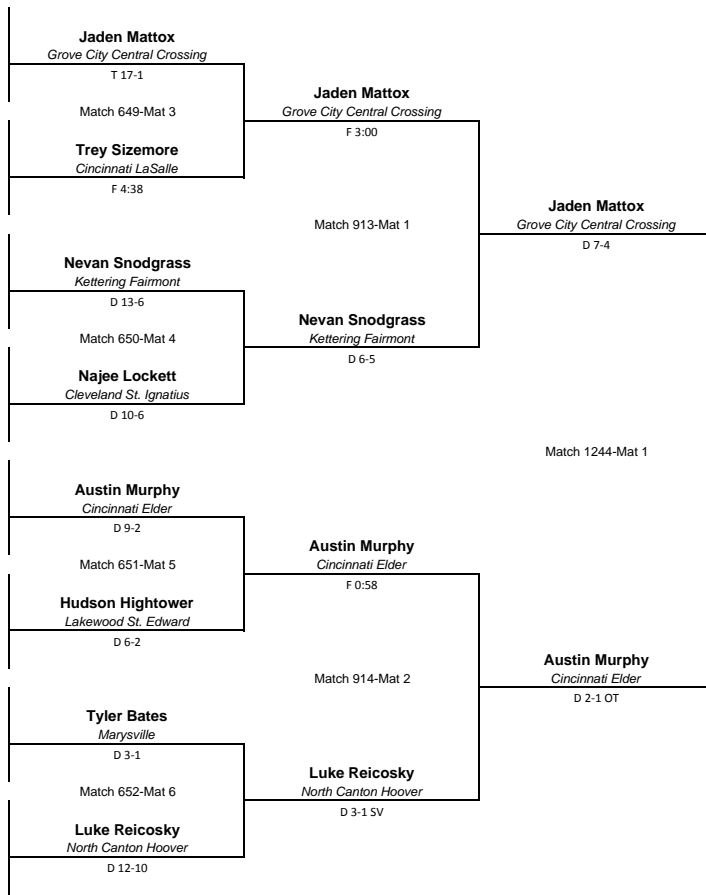 Jaden Mattox
Grove City Central Crossing
T 17-1
Match 649-Mat 3
Trey Sizemore
Cincinnati LaSalle
F 4:38
Nevan Snodgrass
Kettering Fairmont
D 13-6
Match 650-Mat 4
Najee Lockett
Cleveland St. Ignatius
D 10-6
Austin Murphy
Cincinnati Elder
D 9-2
Match 651-Mat 5
Hudson Hightower
Lakewood St. Edward
D 6-2
Tyler Bates
Marysville
D 3-1
Match 652-Mat 6
Luke Reicosky
North Canton Hoover
D 12-10
Jaden Mattox
Grove City Central Crossing
F 3:00
Match 913-Mat 1
Nevan Snodgrass
Kettering Fairmont
D 6-5
Austin Murphy
Cincinnati Elder
F 0:58
Match 914-Mat 2
Luke Reicosky
North Canton Hoover
D 3-1 SV
Jaden Mattox
Grove City Central Crossing
D 7-4
Match 1244-Mat 1
Austin Murphy
Cincinnati Elder
D 2-1 OT